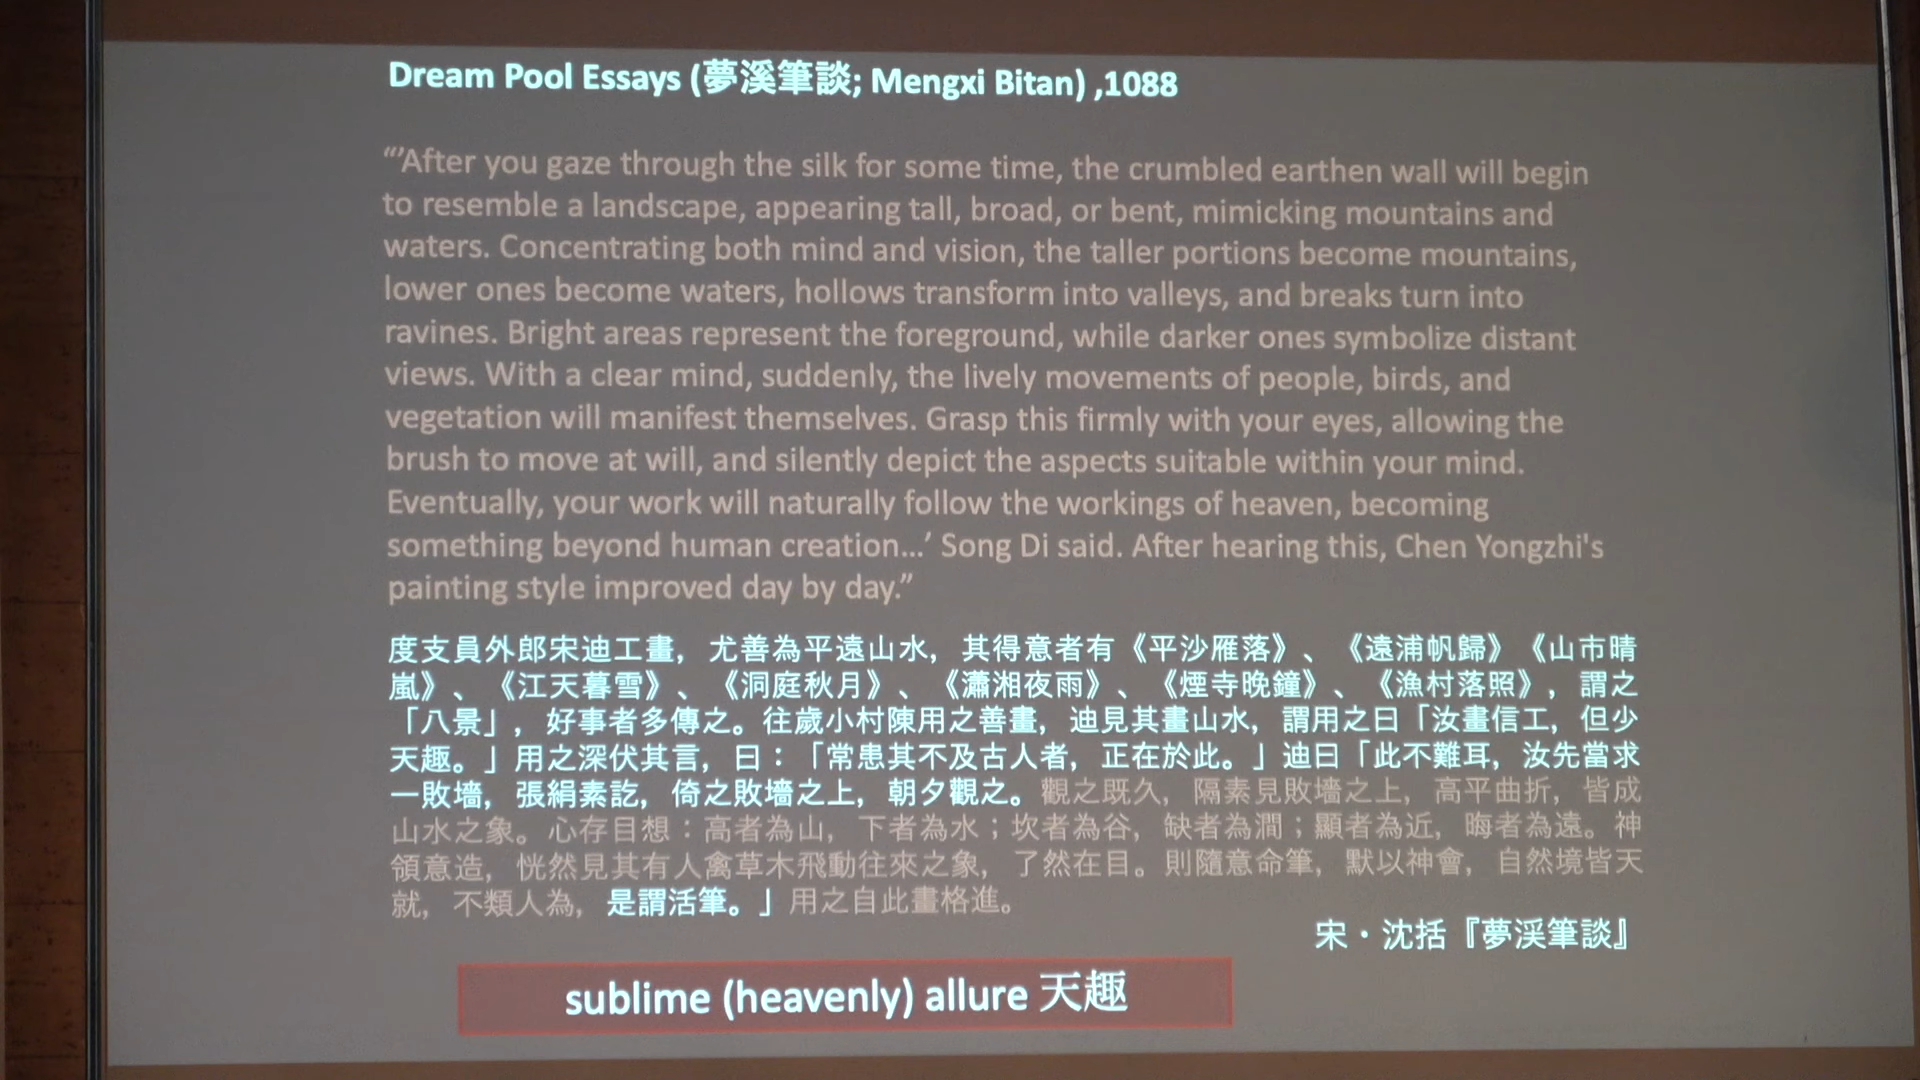 Dream Pool Essays (夢溪筆談; Mengxi Bitan) ,1088
“’After you gaze through the silk for some time, the crumbled earthen wall will begin
to resemble a landscape, appearing tall, broad, or bent, mimicking mountains and
waters. Concentrating both mind and vision, the taller portions become mountains,
lower ones become waters, hollows transform into valleys, and breaks turn into
ravines. Bright areas represent the foreground, while darker ones symbolize distant
views. With a clear mind, suddenly, the lively movements of people, birds, and
vegetation will manifest themselves. Grasp this firmly with your eyes, allowing the
brush to move at will, and silently depict the aspects suitable within your mind.
Eventually, your work will naturally follow the workings of heaven, becoming
something beyond human creation…’ Song Di said. After hearing this, Chen Yongzhi's
painting style improved day by day.”
度支員外郎宋迪工畫，尤善為平遠山水，其得意者有《平沙雁落》、《遠浦帆歸》《山市晴
嵐》、《江天暮雪》、《洞庭秋月》、《瀟湘夜雨》、《煙寺晚鐘》、《漁村落照》，謂之
「八景」，好事者多傳之。往歲小村陳用之善畫，迪見其畫山水，謂用之曰「汝畫信工，但少
天趣。」用之深伏其言，曰：「常患其不及古人者，正在於此。」迪曰「此不難耳，汝先當求
一敗墻，張絹素訖，倚之敗墻之上，朝夕觀之。觀之既久，隔素見敗墻之上，高平曲折，皆成
山水之象。心存目想：高者為山，下者為水；坎者為谷，缺者為澗；顯者為近，晦者為遠。神
領意造，恍然見其有人禽草木飛動往來之象，了然在目。則隨意命筆，默以神會，自然境皆天
就，不類人為，是謂活筆。」用之自此畫格進。
宋・沈括『夢渓筆談』
sublime (heavenly) allure 天趣